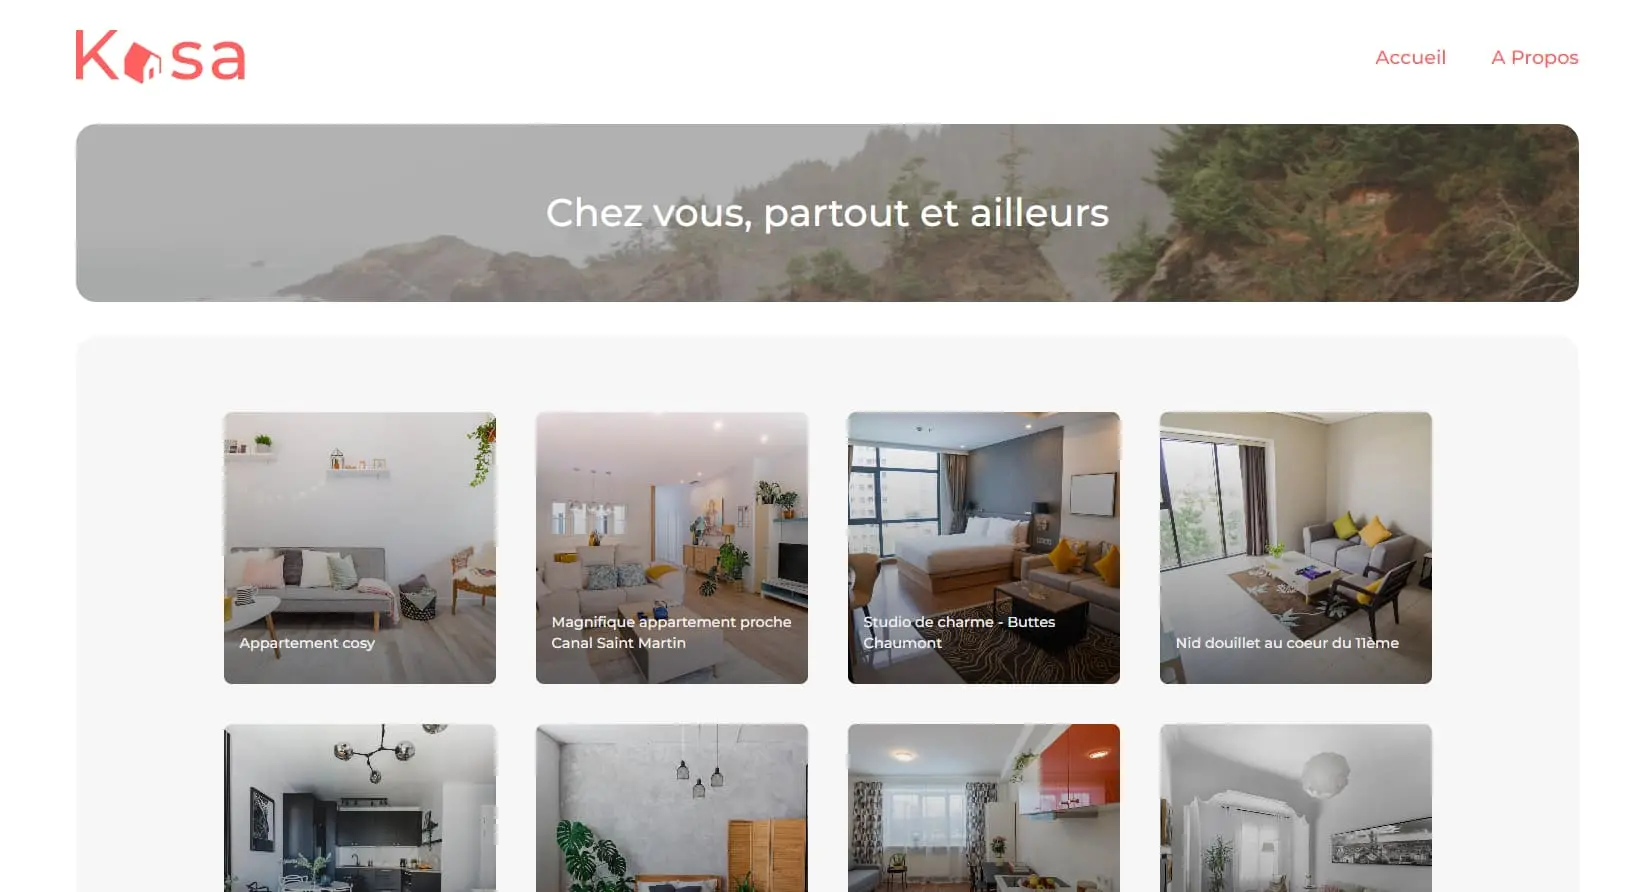 Kasa
Accueil
A Propos
Chez vous, partout et ailleurs
Appartement cosy
Magnifique appartement proche
Canal Saint Martin
Studio de charme - Buttes
Chaumont
Nid douillet au coeur du 11ème